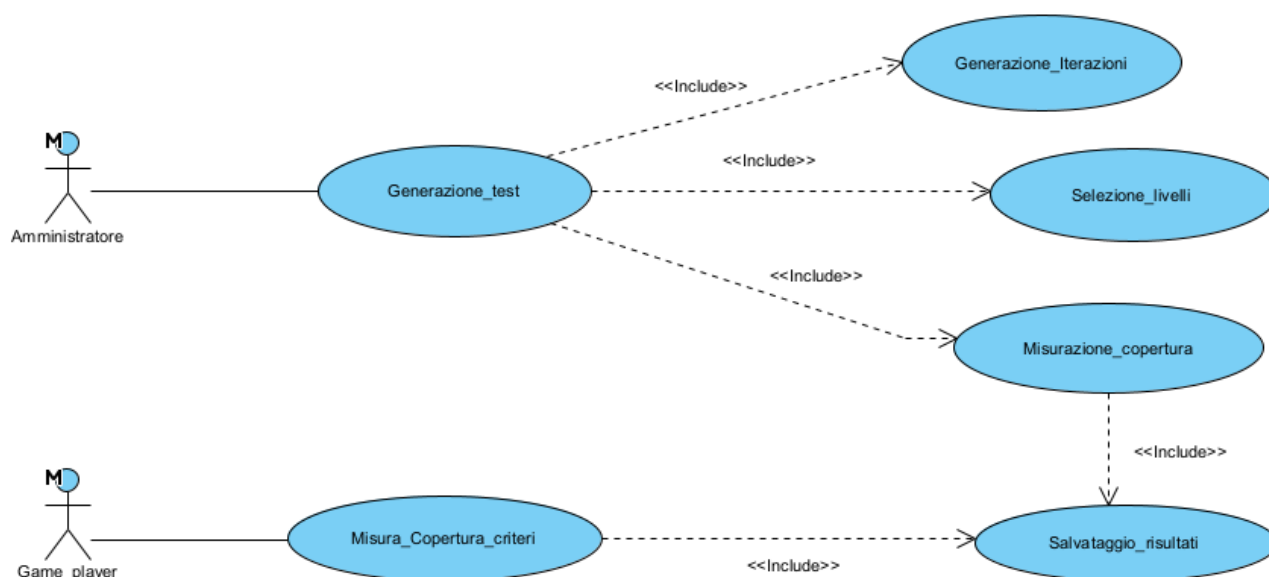 Generazione_Iterazioni
<<Include>>
M
<<Include>>
Generazione_test
Selezione_livelli
Amministratore
<<Include>>
Misurazione_copertura
<<Include>>
M
Misura_Copertura_criteri
Salvataggio_risultati
<<Include>>
Game_player